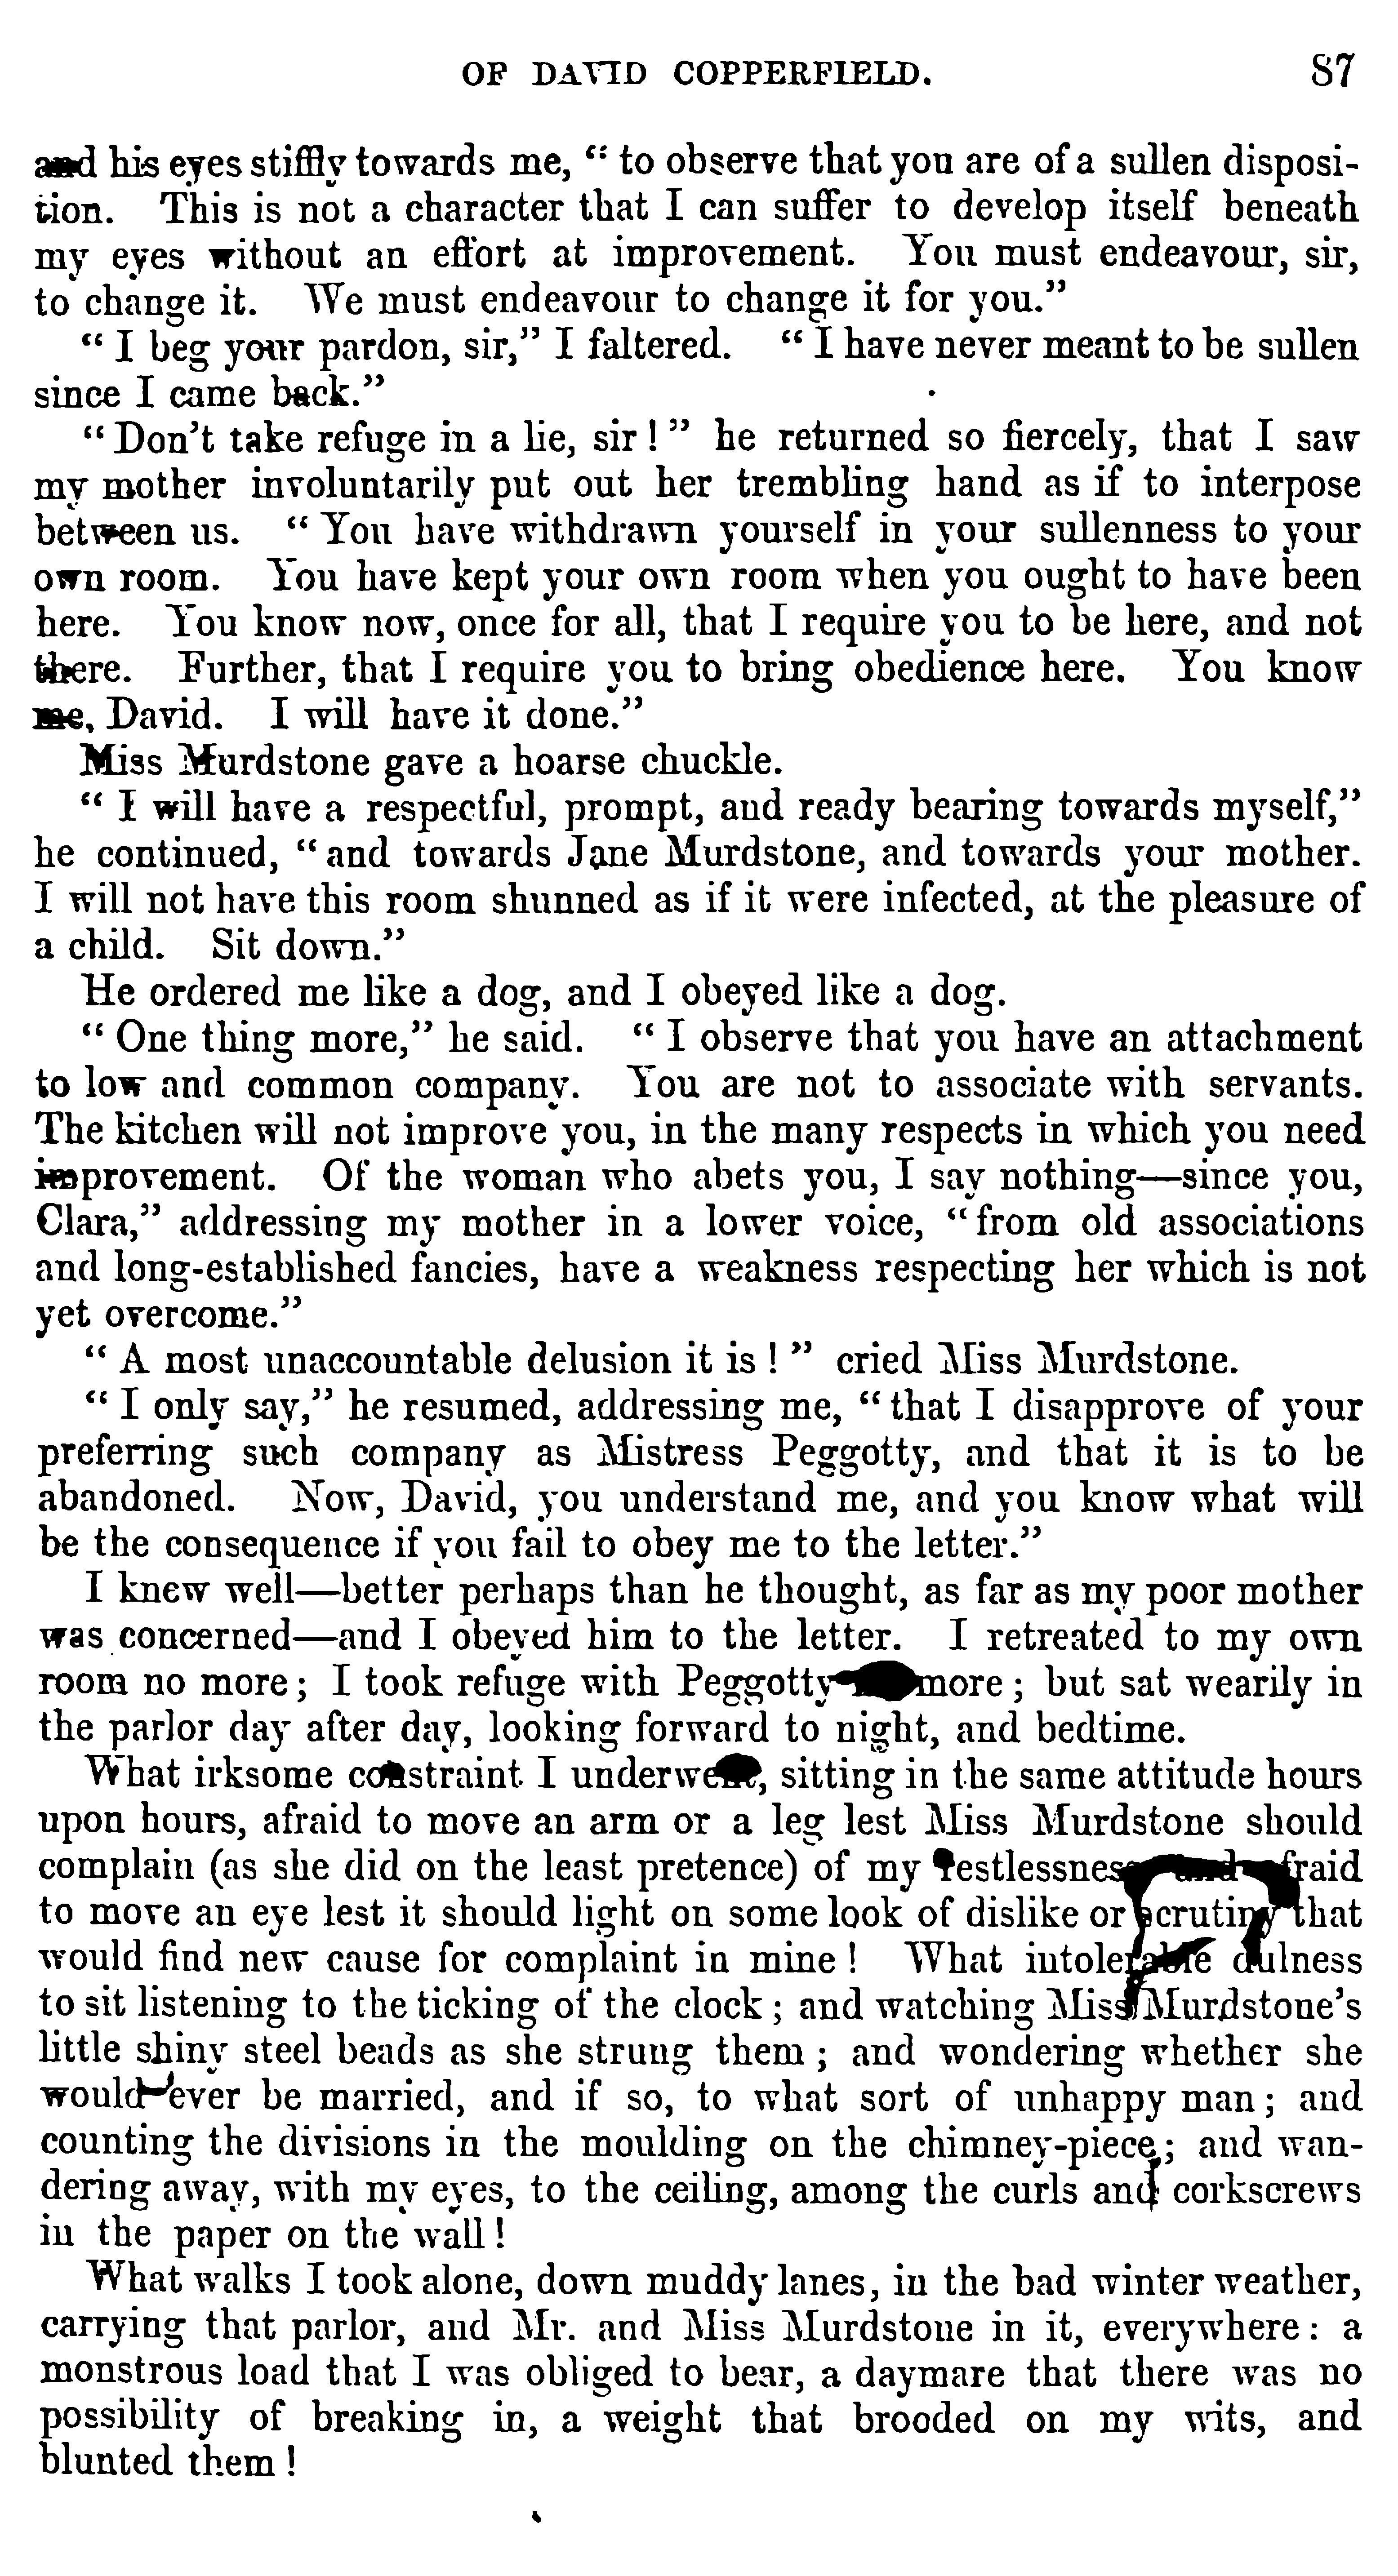 OF DAVID COPPERFIELD. 87
and his eyes stiffly towards me, “ to observe that you are of a sullen disposi-
tion. This is not a character that I can suffer to develop itself beneath
my eyes without an effort at improvement. You must endeavour, sir,
to change it. We must endeavour to change it for you.”
“ I beg your pardon, sir,” I faltered. “ I have never meant to be sullen
since I came back.”
“ Don’t take refuge in a lie, sir ! ” he returned so fiercely, that I saw
my mother involuntarily put out her trembling hand as if to interpose
between us. “ You have withdrawn yourself in your sullenness to your
own room. You have kept your own room when you ought to have been
here. You know now, once for all, that I require you to be here, and not
there. Further, that I require you to bring obedience here. You know
me, David. I will have it done.”
Miss Murdstone gave a hoarse chuckle.
“ I will have a respectful, prompt, and ready bearing towards myself,”
he continued, “ and towards Jane Murdstone, and towards your mother.
I will not have this room shunned as if it were infected, at the pleasure of
a child. Sit down.”
He ordered me like a dog, and I obeyed like a dog.
“ One thing more,” he said. “ I observe that you have an attachment
to low and common company. You are not to associate with servants.
The kitchen will not improve you, in the many respects in which you need
improvement. Of the woman who abets you, I say nothing—since you,
Clara,” addressing my mother in a lower voice, “ from old associations
and long-established fancies, have a weakness respecting her which is not
yet overcome.”
“ A most unaccountable delusion it is ! ” cried Miss Murdstone.
“ I only say,” he resumed, addressing me, “ that I disapprove of your
preferring such company as Mistress Peggotty, and that it is to be
abandoned. Now, David, you understand me, and you know what will
be the consequence if you fail to obey me to the letter.”
I knew well—better perhaps than he thought, as far as my poor mother
was concerned—and I obeyed him to the letter. I retreated to my own
room no more ; I took refuge with Peggotty more ; but sat wearily in
the parlor day after day, looking forward to night, and bedtime.
What irksome constraint I underwent, sitting in the same attitude hours
upon hours, afraid to move an arm or a leg lest Miss Murdstone should
complain (as she did on the least pretence) of my restlessness, and afraid
to move an eye lest it should light on some look of dislike or scrutiny that
would find new cause for complaint in mine ! What intolerable dulness
to sit listening to the ticking of the clock ; and watching Miss Murdstone’s
little shiny steel beads as she strung them ; and wondering whether she
would ever be married, and if so, to what sort of unhappy man ; and
counting the divisions in the moulding on the chimney-piece ; and wan-
dering away, with my eyes, to the ceiling, among the curls and corkscrews
in the paper on the wall !
What walks I took alone, down muddy lanes, in the bad winter weather,
carrying that parlor, and Mr. and Miss Murdstone in it, everywhere : a
monstrous load that I was obliged to bear, a daymare that there was no
possibility of breaking in, a weight that brooded on my wits, and
blunted them !